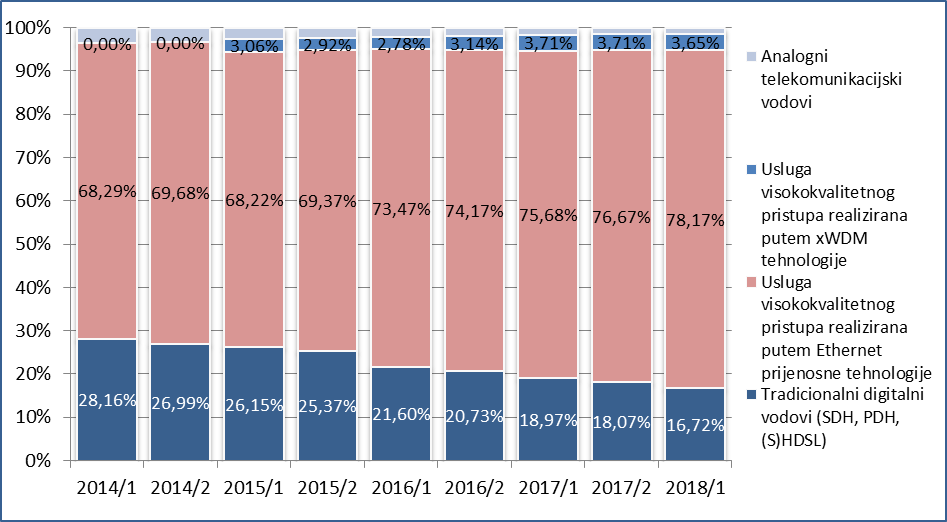 100%
90%
80%
70%
60%
50%
40%
30%
20%
10%
0%
0,00% 0,00% 3,06% 2,92% 2,78% 3,14% 3,71% 3,71% 3,65%
68,29% 69,68% 68,22% 69,37% 73,47% 74,17% 75,68% 76,67% 78,17%
28,16% 26,99% 26,15% 25,37% 21,60% 20,73% 18,97% 18,07% 16,72%
2014/1 2014/2 2015/1 2015/2 2016/1 2016/2 2017/1 2017/2 2018/1
Analogni
telekomunikacijski
vodovi
Usluga
visokokvalitetnog
pristupa realizirana
putem xWDM
tehnologije
Usluga
visokokvalitetnog
pristupa realizirana
putem Ethernet
prijenosne tehnologije
Tradicionalni digitalni
vodovi (SDH, PDH,
(S)HDSL)